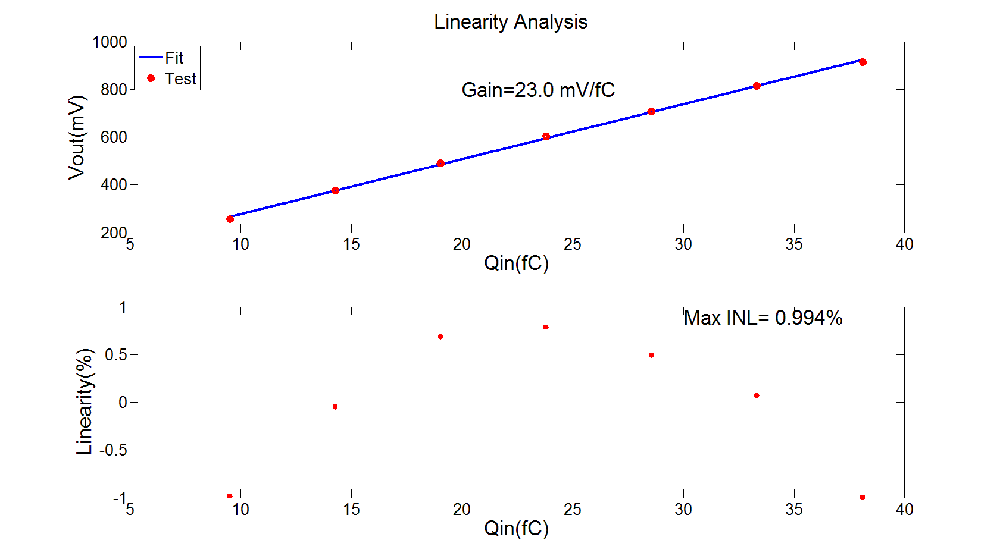 Linearity Analysis
1000
800
600
400
200
Vout(mV)
Fit
Test
Gain=23.0 mV/fC
5 10 15 20 25 30 35 40
Qin(fC)
1
0.5
0
-0.5
-1
Linearity(%)
Max INL= 0.994%
5 10 15 20 25 30 35 40
Qin(fC)